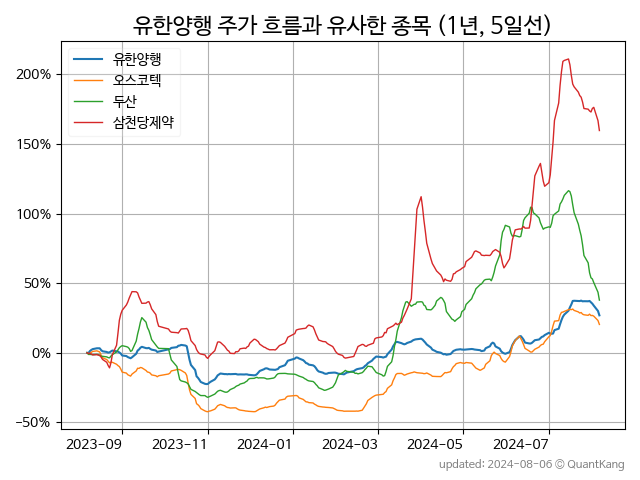 유한양행 주가 흐름과 유사한 종목 (1년, 5일선)
유한양행
오스코텍
두산
삼천당제약
200%
150%
100%
50%
0%
−50%
2023-09 2023-11 2024-01 2024-03 2024-05 2024-07
updated: 2024-08-06 © QuantKang